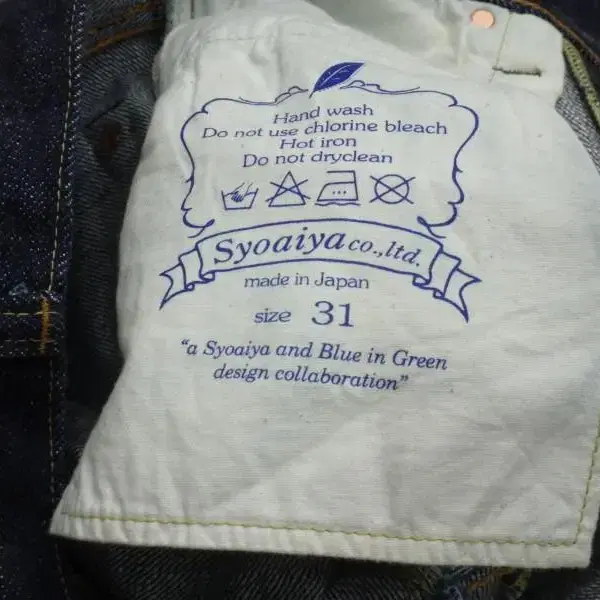 Hand wash
Do not use chlorine bleach
Hot iron
Do not dryclean
Syoaiya co.,ltd.
made in Japan
size 31
"a Syoaiya and Blue in Green
design collaboration"